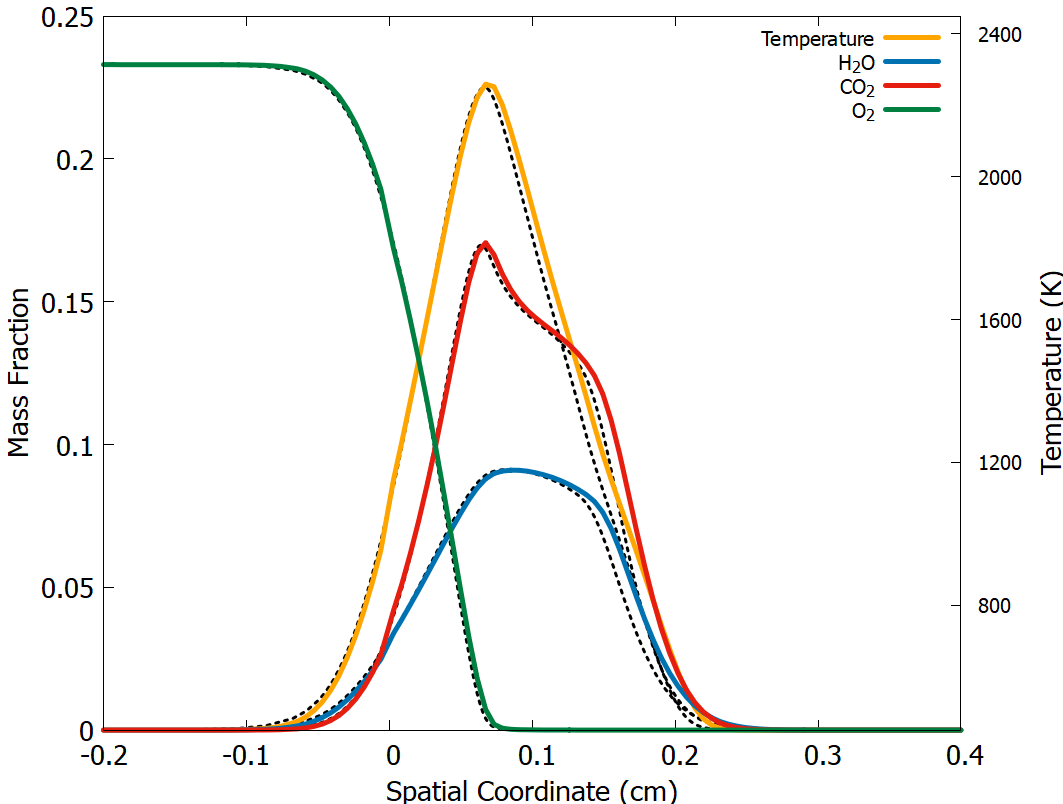 0.25
0.2
0.15
0.1
0.05
0
Mass Fraction
-0.2 -0.1 0 0.1 0.2 0.3 0.4
Spatial Coordinate (cm)
2400
2000
1600
1200
800
Temperature (K)
Temperature
H₂O
CO₂
O₂